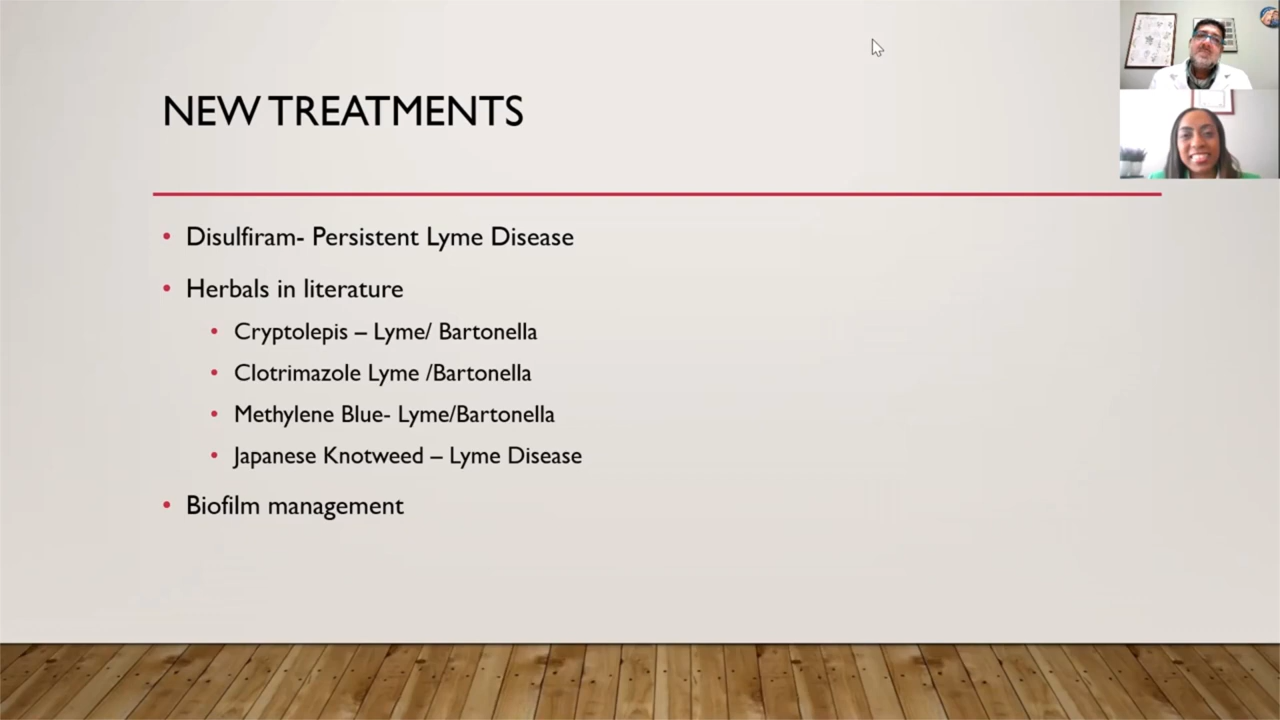 NEW TREATMENTS
• Disulfiram- Persistent Lyme Disease
• Herbals in literature
• Cryptolepis – Lyme/ Bartonella
• Clotrimazole Lyme /Bartonella
• Methylene Blue- Lyme/Bartonella
• Japanese Knotweed – Lyme Disease
• Biofilm management